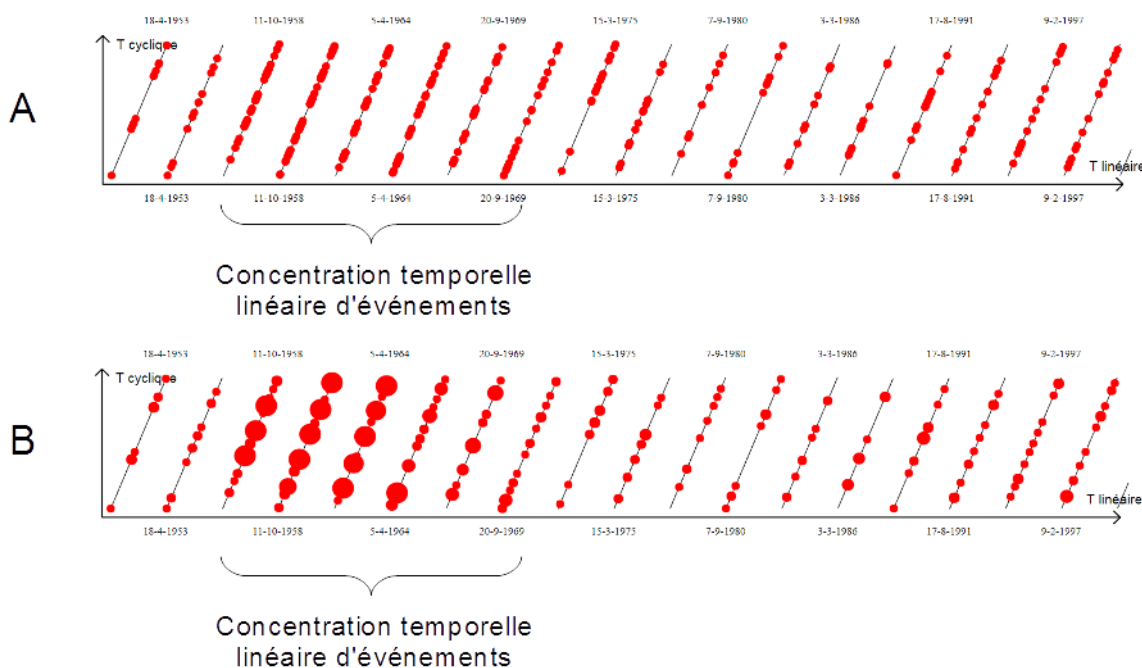 18-4-1953 11-10-1958 5-4-1964 20-9-1969 15-3-1975 7-9-1980 3-3-1986 17-8-1991 9-2-1997
T cyclique
A
T linéaire
18-4-1953 11-10-1958 5-4-1964 20-9-1969 15-3-1975 7-9-1980 3-3-1986 17-8-1991 9-2-1997
Concentration temporelle
linéaire d'événements
18-4-1953 11-10-1958 5-4-1964 20-9-1969 15-3-1975 7-9-1980 3-3-1986 17-8-1991 9-2-1997
T cyclique
B
T linéaire
18-4-1953 11-10-1958 5-4-1964 20-9-1969 15-3-1975 7-9-1980 3-3-1986 17-8-1991 9-2-1997
Concentration temporelle
linéaire d'événements